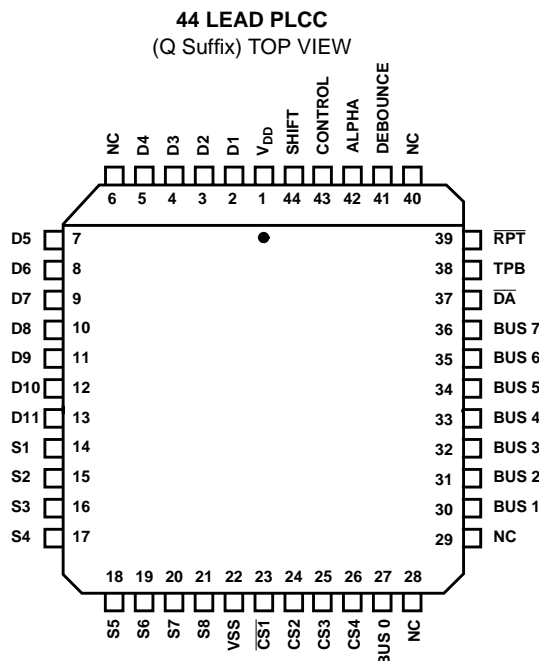 44 LEAD PLCC
(Q Suffix) TOP VIEW
NC D4 D3 D2 D1 V_DD SHIFT CONTROL ALPHA DEBOUNCE NC
6 5 4 3 2 1 44 43 42 41 40
D5 7 39 R̅P̅T̅
D6 8 38 TPB
D7 9 37 D̅A̅
D8 10 36 BUS 7
D9 11 35 BUS 6
D10 12 34 BUS 5
D11 13 33 BUS 4
S1 14 32 BUS 3
S2 15 31 BUS 2
S3 16 30 BUS 1
S4 17 29 NC
18 19 20 21 22 23 24 25 26 27 28
S5 S6 S7 S8 VSS C̅S̅1̅ CS2 CS3 CS4 BUS 0 NC